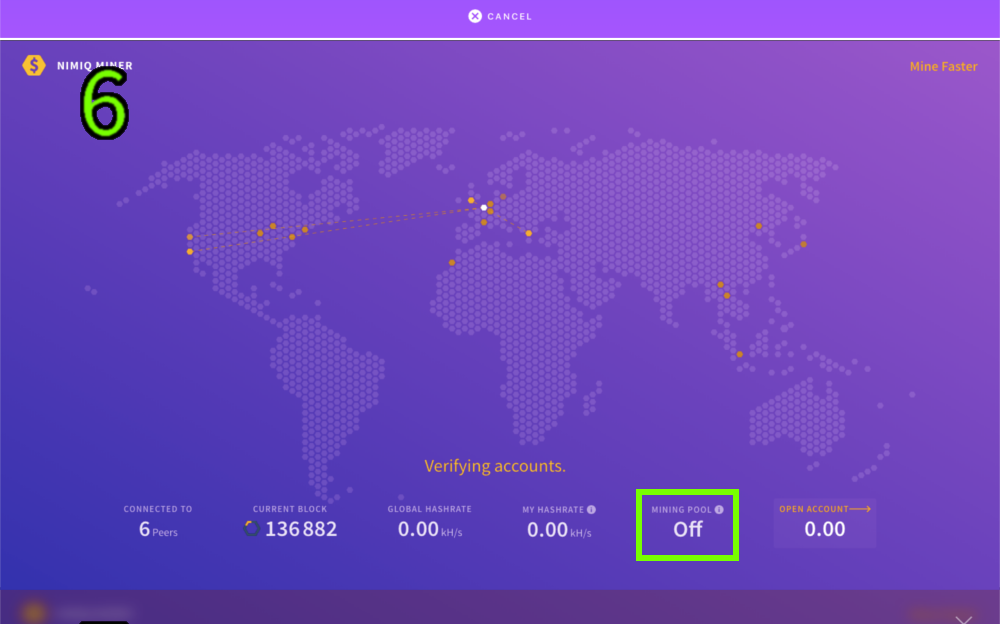 CANCEL
NIMIQ MINER
Mine Faster
6
Verifying accounts.
CONNECTED TO
6 Peers
CURRENT BLOCK
136 882
GLOBAL HASHRATE
0.00 kH/s
MY HASHRATE
0.00 kH/s
MINING POOL
Off
OPEN ACCOUNT
0.00